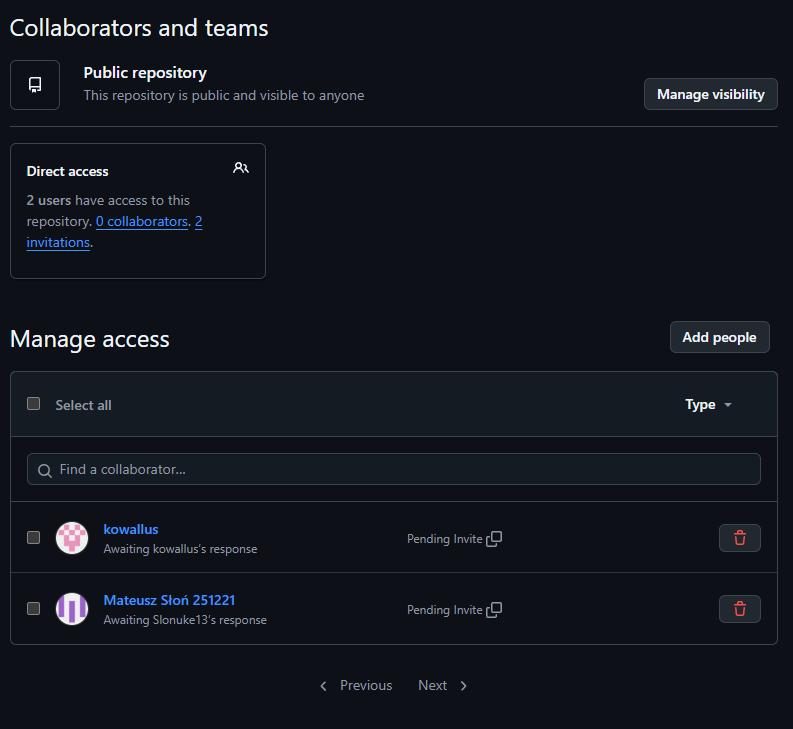 Collaborators and teams
Public repository
This repository is public and visible to anyone
Manage visibility
Direct access
2 users have access to this
repository. 0 collaborators. 2
invitations.
Manage access
Add people
Select all
Type
Find a collaborator...
kowallus
Awaiting kowallus's response
Pending Invite
Mateusz Słoń 251221
Awaiting Slonuke13's response
Pending Invite
Previous
Next